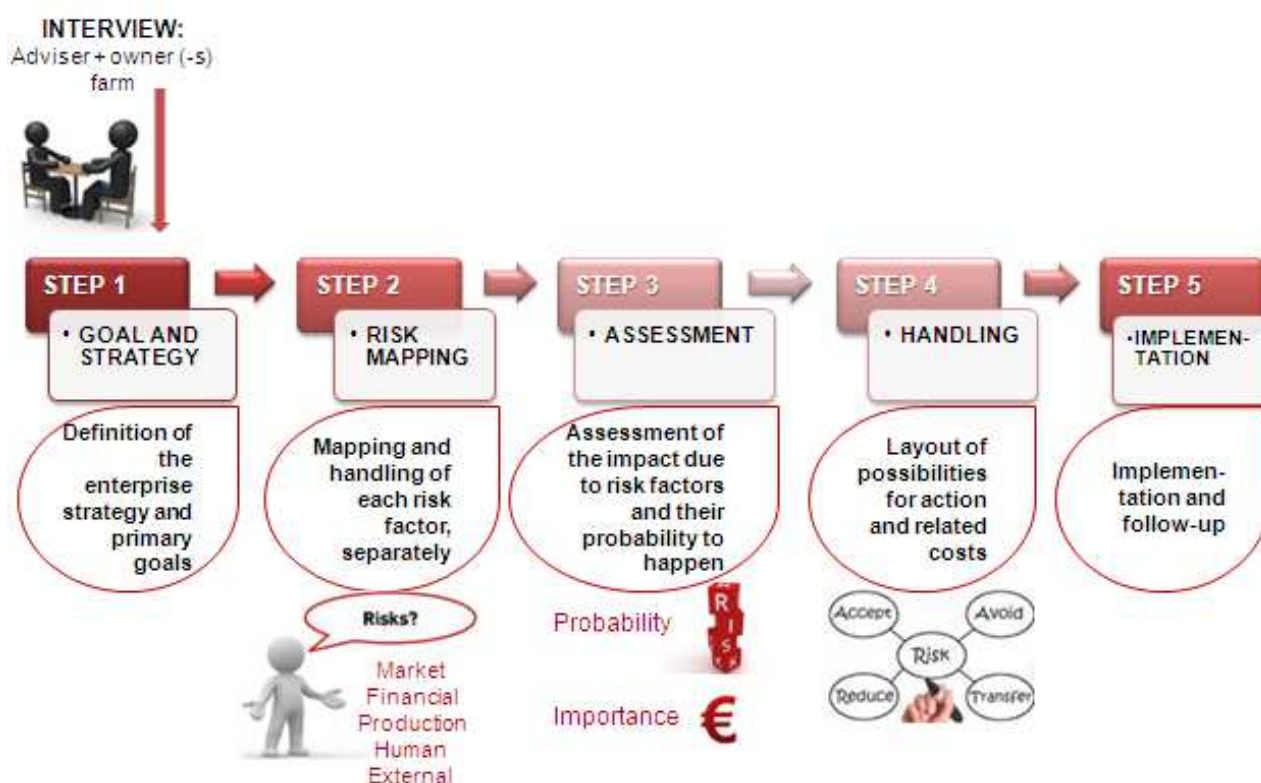 INTERVIEW:
Adviser + owner (-s)
farm
STEP 1
• GOAL AND
STRATEGY
Definition of
the
enterprise
strategy and
primary
goals
STEP 2
• RISK
MAPPING
Mapping and
handling of
each risk
factor,
separately
Risks?
Market
Financial
Production
Human
External
STEP 3
• ASSESSMENT
Assessment of
the impact due
to risk factors
and their
probability to
happen
Probability
R
I
S
Importance
€
STEP 4
• HANDLING
Layout of
possibilities
for action
and related
costs
Accept
Avoid
Risk
Reduce
Transfer
STEP 5
•IMPLEMEN-
TATION
Implemen-
tation and
follow-up